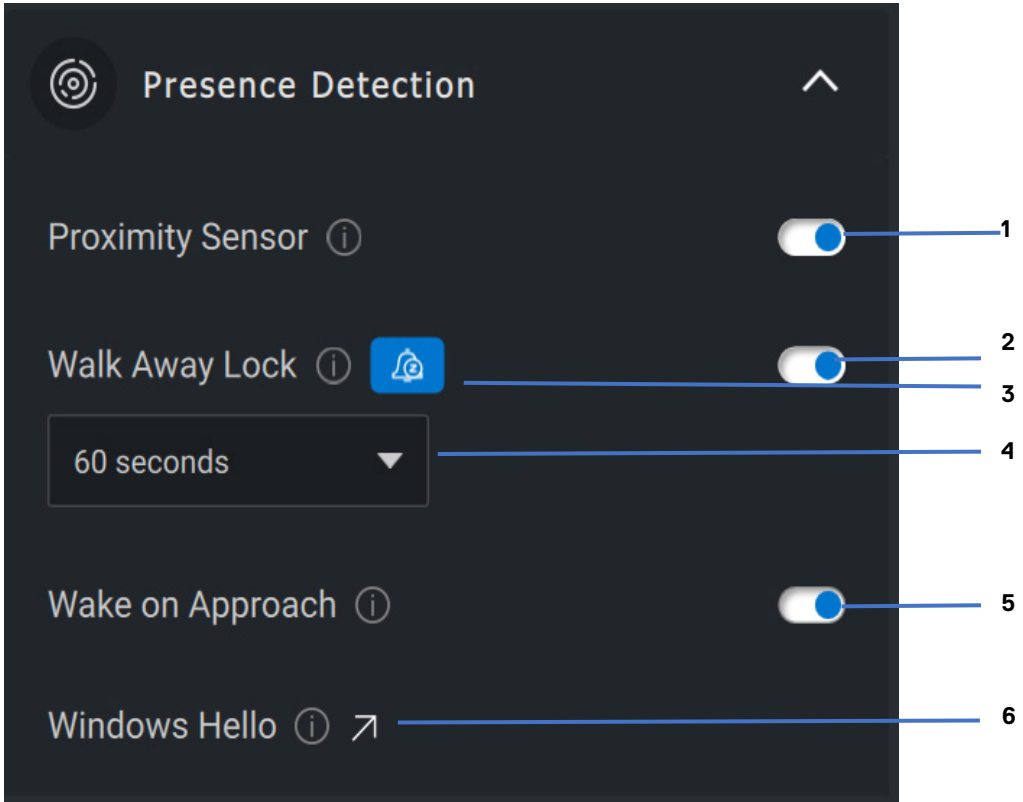 Presence Detection
Proximity Sensor
1
Walk Away Lock
2
3
60 seconds
4
Wake on Approach
5
Windows Hello
6